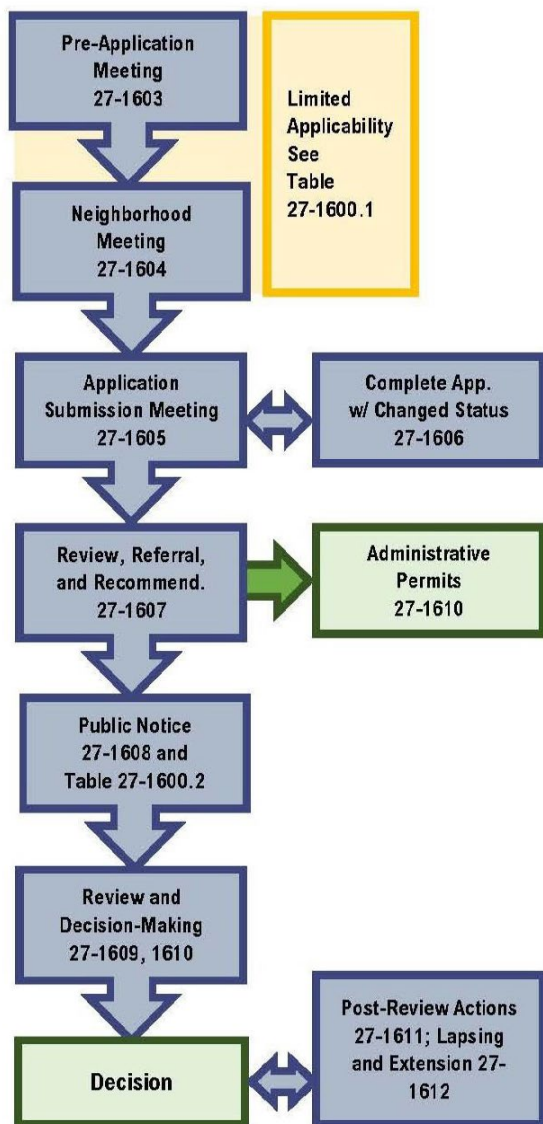 Pre-Application
Meeting
27-1603
Limited
Applicability
See
Table
27-1600.1
Neighborhood
Meeting
27-1604
Application
Submission Meeting
27-1605
Complete App.
w/ Changed Status
27-1606
Review, Referral,
and Recommend.
27-1607
Administrative
Permits
27-1610
Public Notice
27-1608 and
Table 27-1600.2
Review and
Decision-Making
27-1609, 1610
Post-Review Actions
27-1611; Lapsing
and Extension 27-
1612
Decision